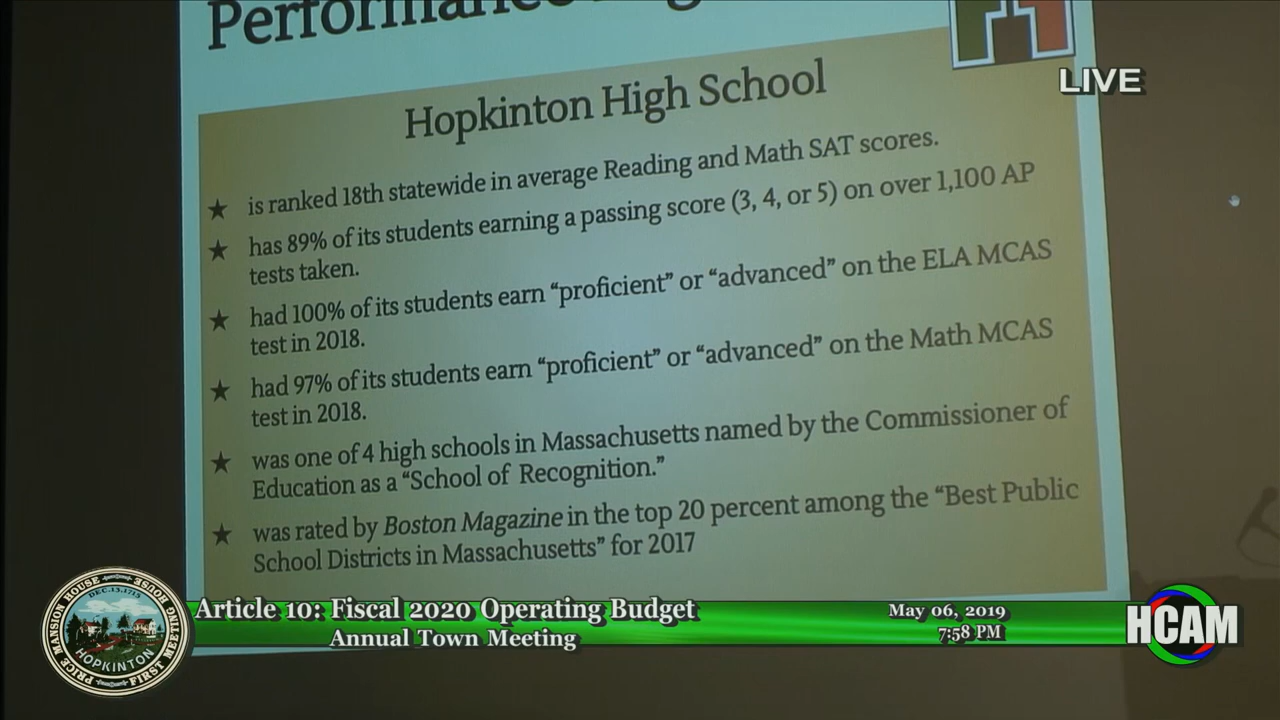 Hopkinton High School
LIVE
★ is ranked 18th statewide in average Reading and Math SAT scores.
★ has 89% of its students earning a passing score (3, 4, or 5) on over 1,100 AP
tests taken.
★ had 100% of its students earn “proficient” or “advanced” on the ELA MCAS
test in 2018.
★ had 97% of its students earn “proficient” or “advanced” on the Math MCAS
test in 2018.
★ was one of 4 high schools in Massachusetts named by the Commissioner of
Education as a “School of Recognition.”
★ was rated by Boston Magazine in the top 20 percent among the “Best Public
School Districts in Massachusetts” for 2017
Article 10: Fiscal 2020 Operating Budget
Annual Town Meeting
May 06, 2019
7:58 PM
HCAM
PRICE MANSION HOUSE
FIRST MEETING HOUSE
DEC. 13. 1715
HOPKINTON